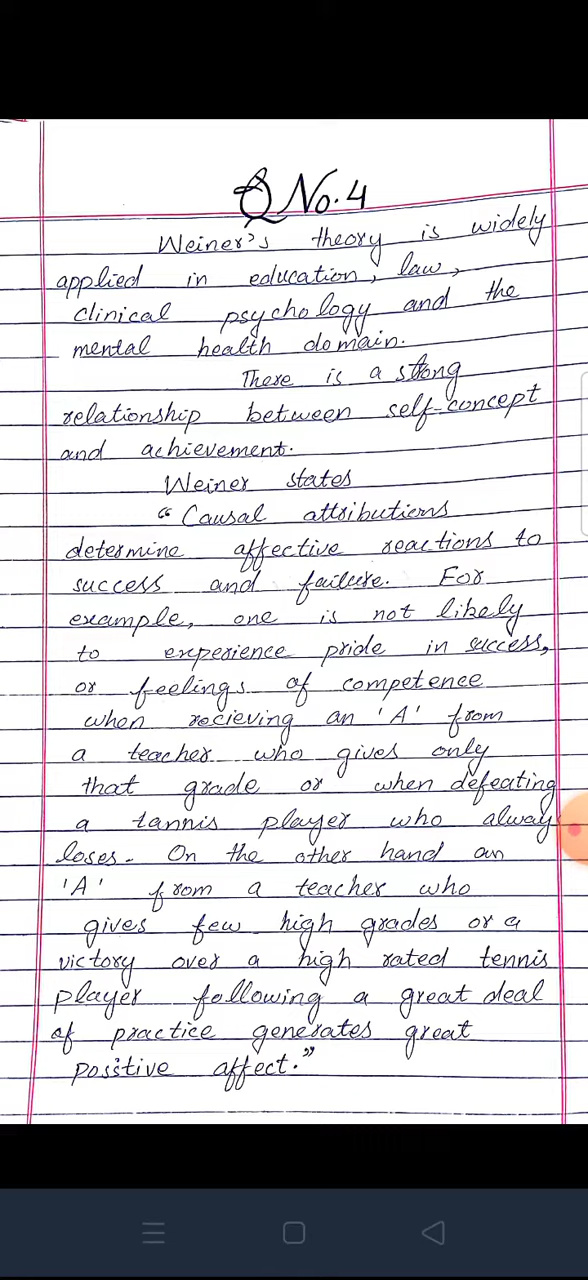 Q No.4
Weiner's theory is widely
applied in education, law,
clinical psychology and the
mental health domain.
There is a strong
relationship between self-concept
and achievement.
Weiner states
"Causal attributions
determine affective reactions to
success and failure. For
example, one is not likely
to experience pride in success,
or feelings of competence
when recieving an 'A' from
a teacher who gives only
that grade or when defeating
a tannis player who alway
loses. On the other hand an
'A' from a teacher who
gives few high grades or a
victory over a high rated tennis
player following a great deal
of practice generates great
positive affect."